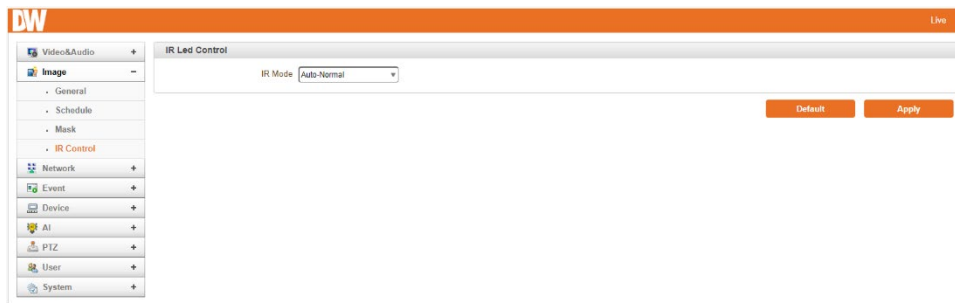 DW
Live
Video&Audio +
Image -
General
Schedule
Mask
IR Control
Network +
Event +
Device +
AI +
PTZ +
User +
System +
IR Led Control
IR Mode Auto-Normal
Default Apply